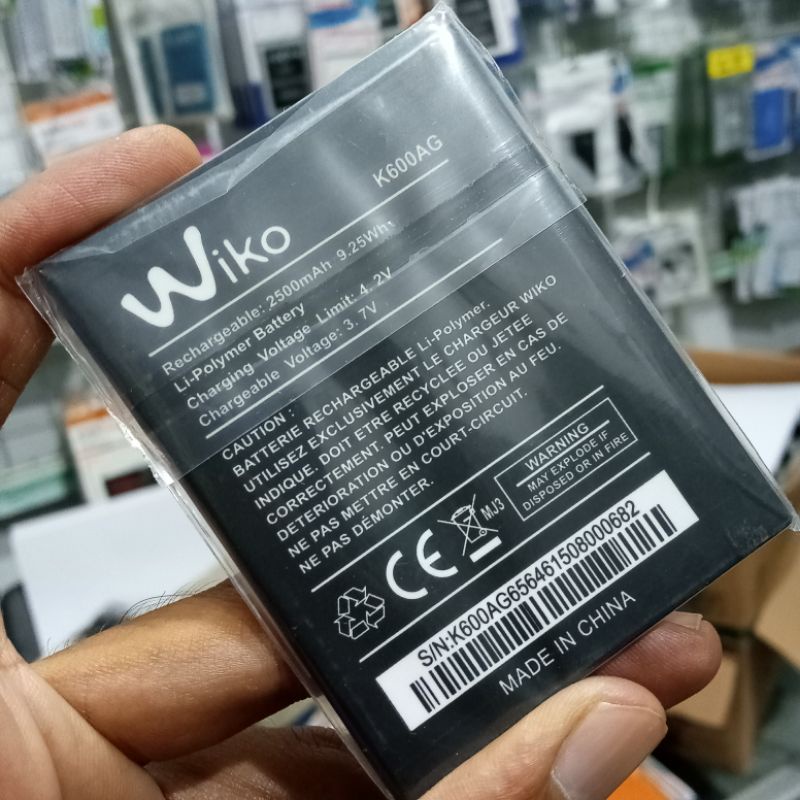 Wiko
K600AG
Rechargeable: 2500mAh 9.25Wh
Li-Polymer Battery
Charging Voltage Limit: 4.2V
Chargeable Voltage: 3.7V
CAUTION :
BATTERIE RECHARGEABLE Li-Polymer.
UTILISEZ EXCLUSIVEMENT LE CHARGEUR WIKO
INDIQUE. DOIT ETRE RECYCLEE OU JETEE
CORRECTEMENT. PEUT EXPLOSER EN CAS DE
DETERIORATION OU D'EXPOSITION AU FEU.
NE PAS METTRE EN COURT-CIRCUIT.
NE PAS DÉMONTER.
CE
MJ3
WARNING
MAY EXPLODE IF
DISPOSED OR IN FIRE
S/N:K600AG656461508000682
MADE IN CHINA